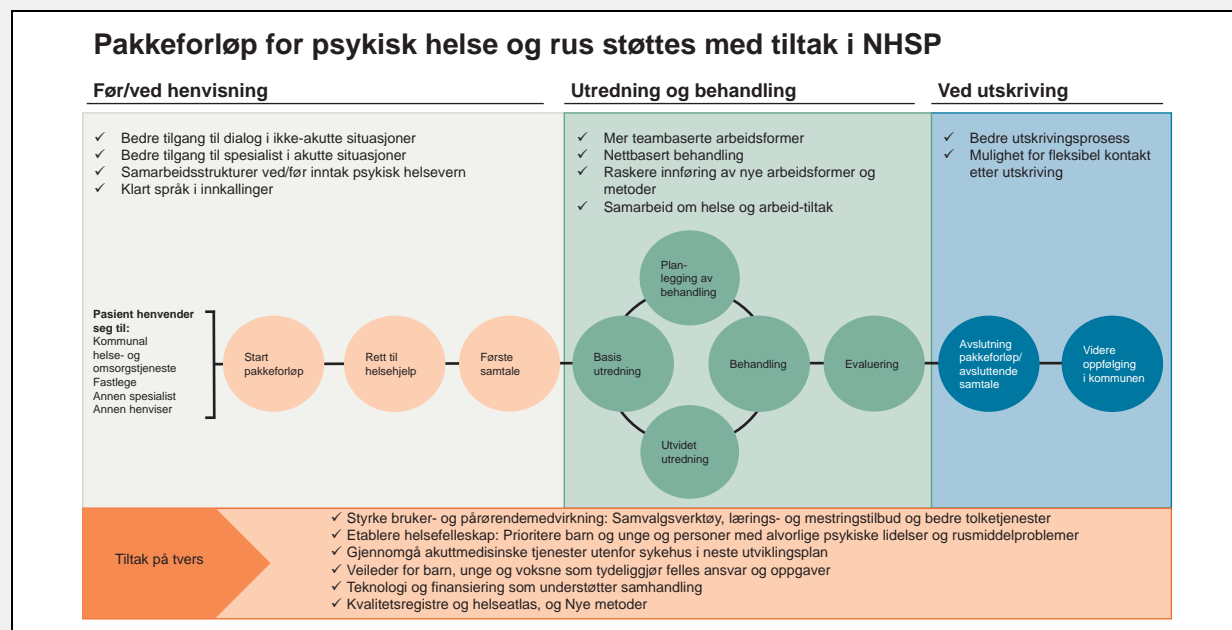 Pakkeforløp for psykisk helse og rus støttes med tiltak i NHSP
Før/ved henvisning
✓ Bedre tilgang til dialog i ikke-akutte situasjoner
✓ Bedre tilgang til spesialist i akutte situasjoner
✓ Samarbeidsstrukturer ved/før inntak psykisk helsevern
✓ Klart språk i innkallinger
Utredning og behandling
✓ Mer teambaserte arbeidsformer
✓ Nettbasert behandling
✓ Raskere innføring av nye arbeidsformer og
metoder
✓ Samarbeid om helse og arbeid-tiltak
Ved utskriving
✓ Bedre utskrivingsprosess
✓ Mulighet for fleksibel kontakt
etter utskriving
Pasient henvender
seg til:
Kommunal
helse- og
omsorgstjeneste
Fastlege
Annen spesialist
Annen henviser
Start
pakkeforløp
Rett til
helsehjelp
Første
samtale
Basis
utredning
Plan-
legging av
behandling
Utvidet
utredning
Behandling
Evaluering
Avslutning
pakkeforløp/
avsluttende
samtale
Videre
oppfølging
i kommunen
Tiltak på tvers
✓ Styrke bruker- og pårørendemedvirkning: Samvalgsverktøy, lærings- og mestringstilbud og bedre tolketjenester
✓ Etablere helsefelleskap: Prioritere barn og unge og personer med alvorlige psykiske lidelser og rusmiddelproblemer
✓ Gjennomgå akuttmedisinske tjenester utenfor sykehus i neste utviklingsplan
✓ Veileder for barn, unge og voksne som tydeliggjør felles ansvar og oppgaver
✓ Teknologi og finansiering som understøtter samhandling
✓ Kvalitetsregistre og helseatlas, og Nye metoder